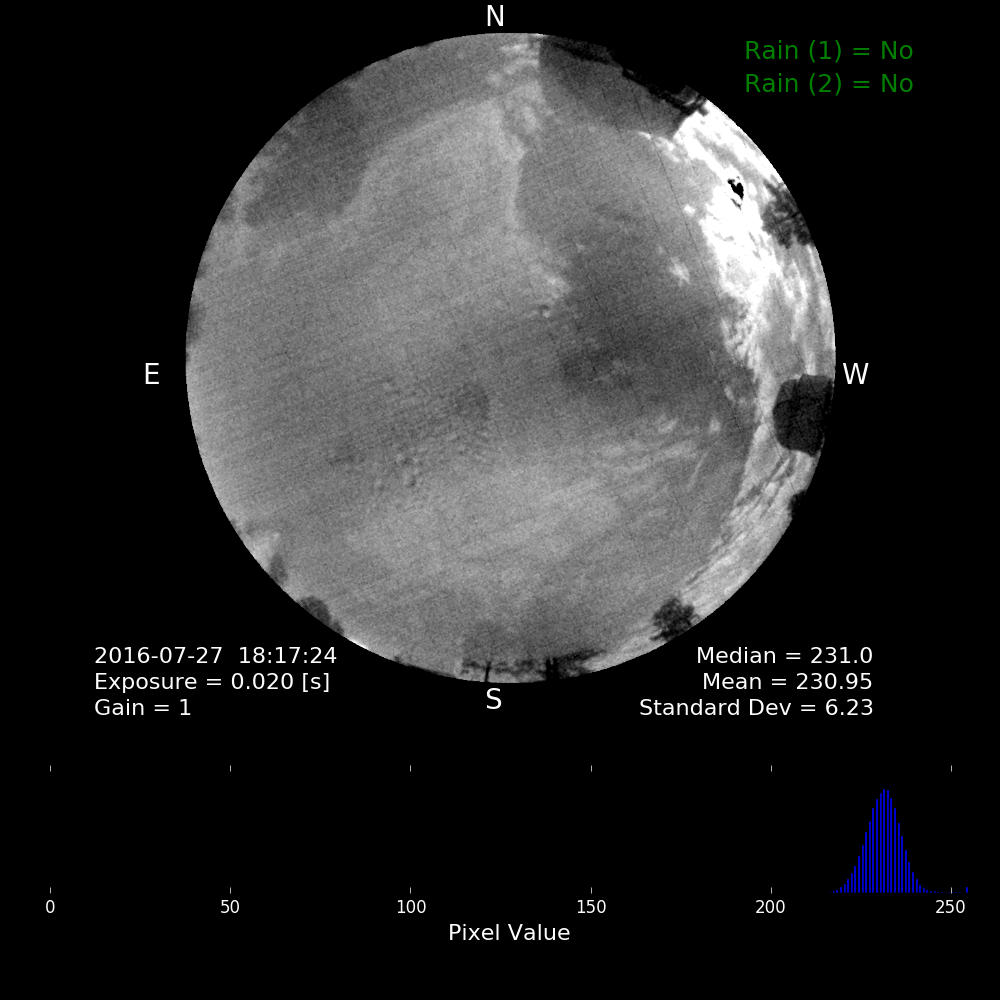 N
Rain (1) = No
Rain (2) = No
E
W
2016-07-27  18:17:24
Exposure = 0.020 [s]
Gain = 1
Median = 231.0
Mean = 230.95
Standard Dev = 6.23
S
0 50 100 150 200 250
Pixel Value